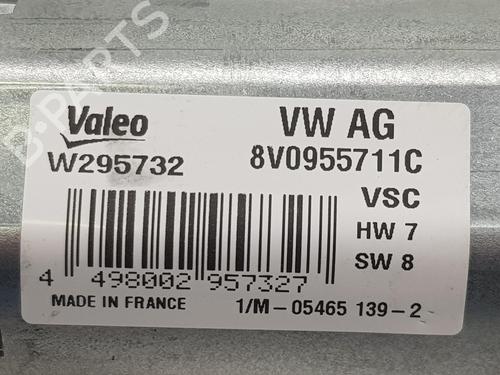 B-PARTS
Valeo
VW AG
W295732
8V0955711C
VSC
HW 7
SW 8
4 498002 957327
MADE IN FRANCE
1/M-05465 139-2